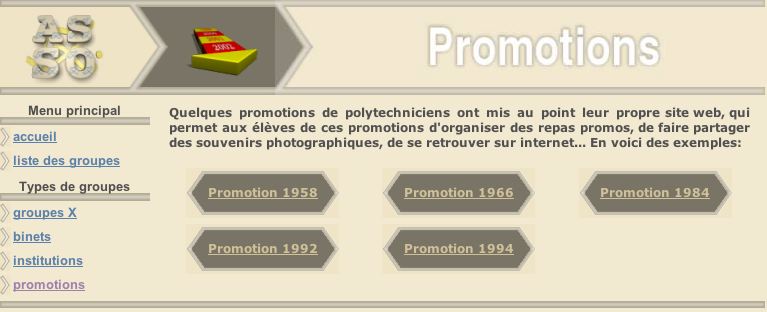 AS
SO
2002
Promotions
Menu principal
accueil
liste des groupes
Types de groupes
groupes X
binets
institutions
promotions
Quelques promotions de polytechniciens ont mis au point leur propre site web, qui
permet aux élèves de ces promotions d'organiser des repas promos, de faire partager
des souvenirs photographiques, de se retrouver sur internet... En voici des exemples:
Promotion 1958
Promotion 1966
Promotion 1984
Promotion 1992
Promotion 1994